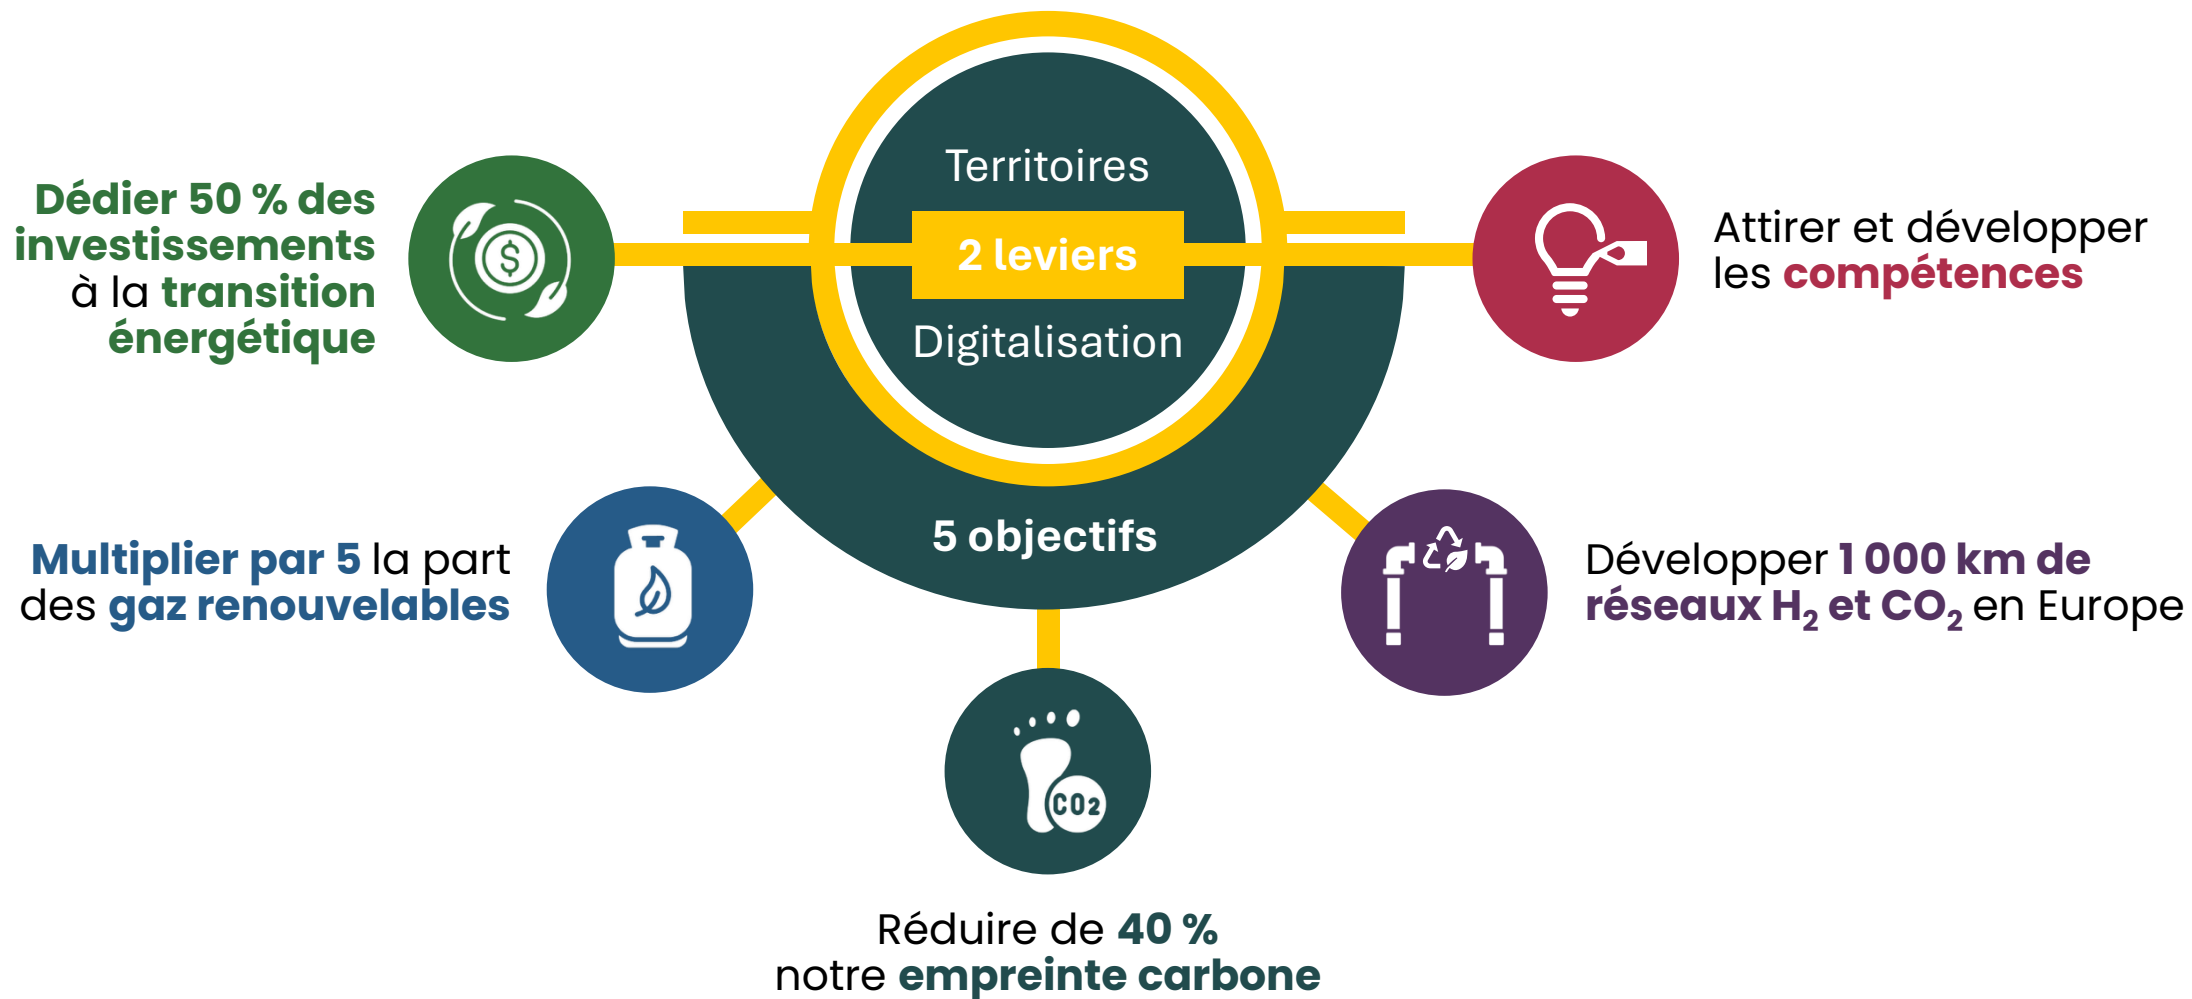 Territoires
2 leviers
Digitalisation
5 objectifs
Dédier 50 % des
investissements
à la transition
énergétique
$
Multiplier par 5 la part
des gaz renouvelables
CO2
Réduire de 40 %
notre empreinte carbone
Développer 1 000 km de
réseaux H₂ et CO₂ en Europe
Attirer et développer
les compétences